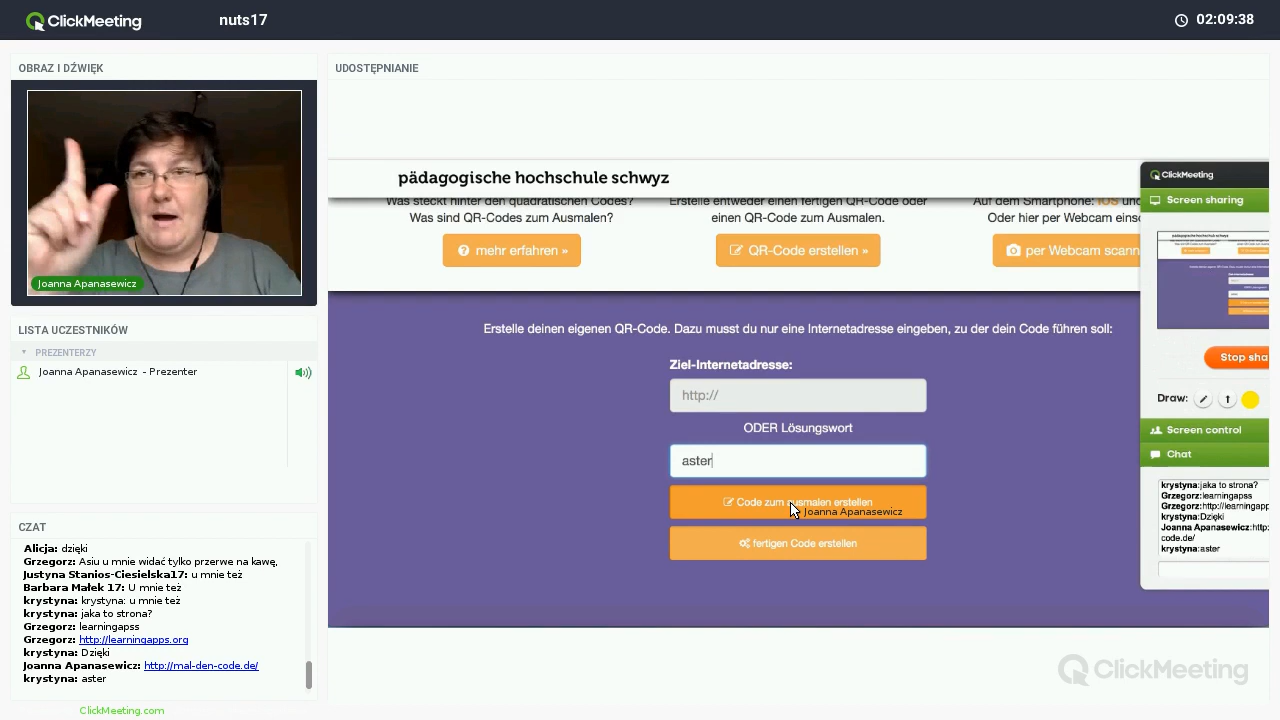 ClickMeeting
nuts17
02:09:38
OBRAZ I DŹWIĘK
Joanna Apanasewicz
LISTA UCZESTNIKÓW
PREZENTERZY
Joanna Apanasewicz - Prezenter
CZAT
Alicja: dzięki
Grzegorz: Asiu u mnie widać tylko przerwe na kawę,
Justyna Stanios-Ciesielska17: u mnie też
Barbara Małek 17: U mnie też
krystyna: krystyna: u mnie też
krystyna: jaka to strona?
Grzegorz: learningapss
Grzegorz: http://learningapps.org
krystyna: Dzięki
Joanna Apanasewicz: http://mal-den-code.de/
krystyna: aster
ClickMeeting.com
UDOSTĘPNIANIE
pädagogische hochschule schwyz
Was steckt hinter den quadratischen Codes?
Was sind QR-Codes zum Ausmalen?
mehr erfahren »
Erstelle entweder einen fertigen QR-Code oder
einen QR-Code zum Ausmalen.
QR-Code erstellen »
Auf dem Smartphone: iOS und
Oder hier per Webcam einsc
per Webcam scann
Erstelle deinen eigenen QR-Code. Dazu musst du nur eine Internetadresse eingeben, zu der dein Code führen soll:
Ziel-Internetadresse:
http://
ODER Lösungswort
aster
Code zum ausmalen erstellen
Joanna Apanasewicz
fertigen Code erstellen
ClickMeeting
Screen sharing
Stop sha
Draw:
Screen control
Chat
krystyna:jaka to strona?
Grzegorz:learningapss
Grzegorz:http://learningapp
krystyna:Dzięki
Joanna Apanasewicz:http:
code.de/
krystyna:aster
ClickMeeting